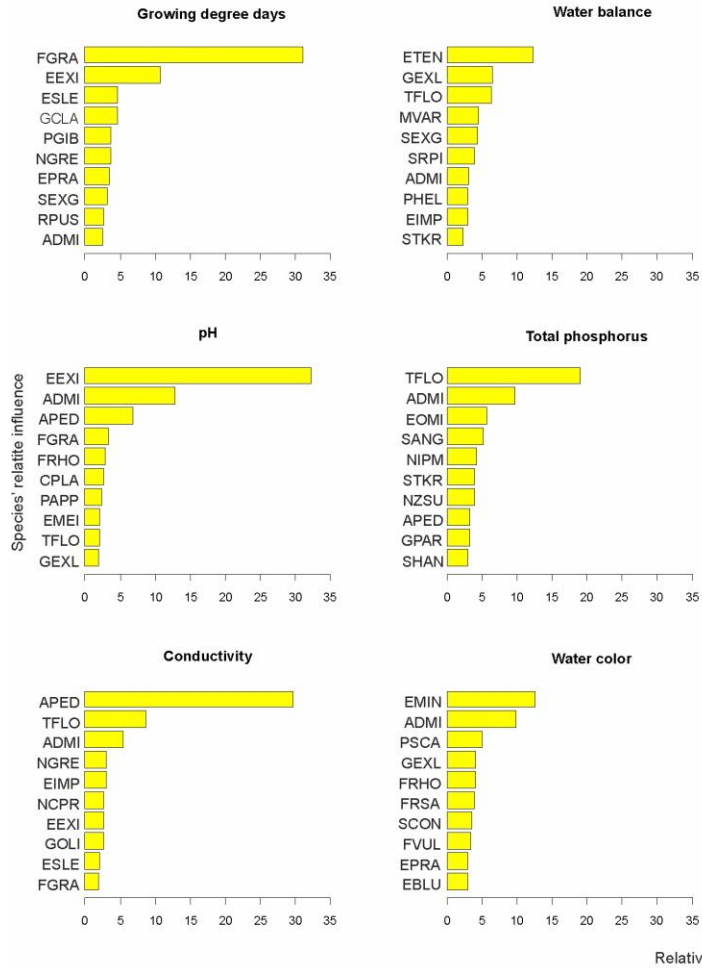 Growing degree days
FGRA
EEXI
ESLE
GCLA
PGIB
NGRE
EPRA
SEXG
RPUS
ADMI
0 5 10 15 20 25 30 35
Water balance
ETEN
GEXL
TFLO
MVAR
SEXG
SRPI
ADMI
PHEL
EIMP
STKR
0 5 10 15 20 25 30 35
Species' relatite influence
pH
EEXI
ADMI
APED
FGRA
FRHO
CPLA
PAPP
EMEI
TFLO
GEXL
0 5 10 15 20 25 30 35
Total phosphorus
TFLO
ADMI
EOMI
SANG
NIPM
STKR
NZSU
APED
GPAR
SHAN
0 5 10 15 20 25 30 35
Conductivity
APED
TFLO
ADMI
NGRE
EIMP
NCPR
EEXI
GOLI
ESLE
FGRA
0 5 10 15 20 25 30 35
Water color
EMIN
ADMI
PSCA
GEXL
FRHO
FRSA
SCON
FVUL
EPRA
EBLU
0 5 10 15 20 25 30 35
Relativ